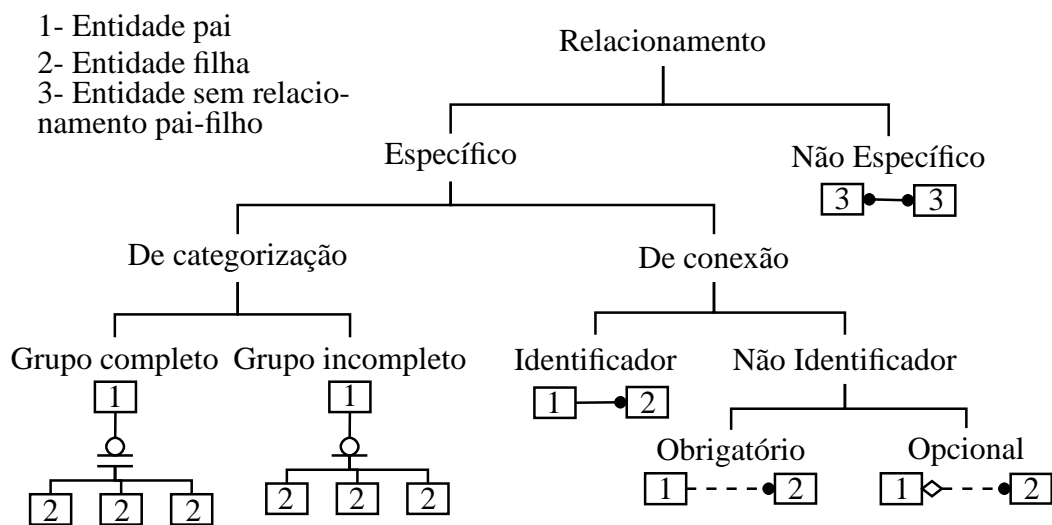 1- Entidade pai
2- Entidade filha
3- Entidade sem relacio-
namento pai-filho
Relacionamento
Específico
Não Específico
3 3
De categorização
De conexão
Grupo completo
Grupo incompleto
Identificador
Não Identificador
1
1
1 2
Obrigatório
Opcional
1 2
1 2
2 2 2
2 2 2